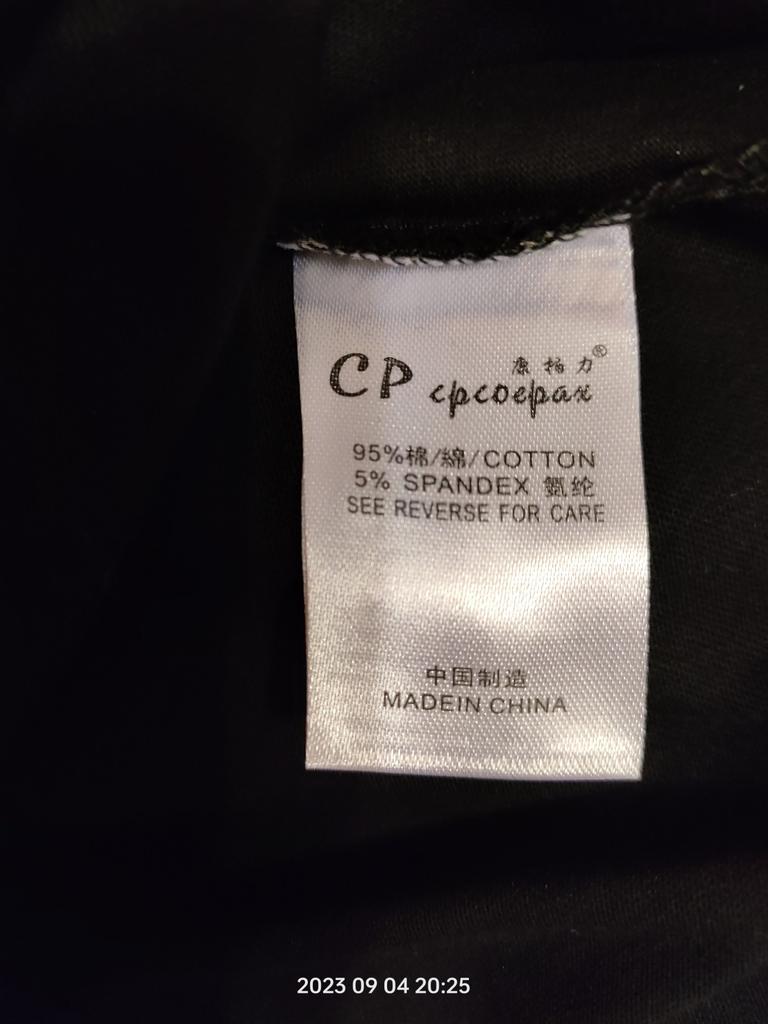 CP 康柏力®
cpcoepax
95%棉/綿/COTTON
5% SPANDEX 氨纶
SEE REVERSE FOR CARE
中国制造
MADEIN CHINA
2023 09 04 20:25